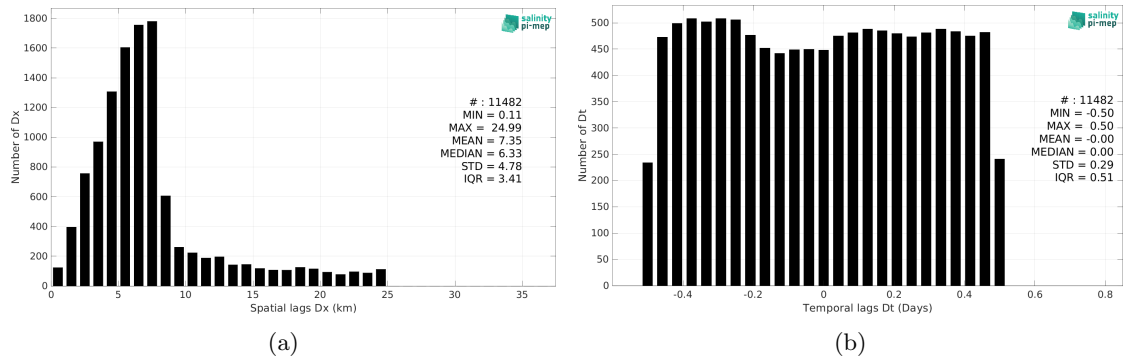 salinity
pi-mep
# : 11482
MIN = 0.11
MAX = 24.99
MEAN = 7.35
MEDIAN = 6.33
STD = 4.78
IQR = 3.41
Number of Dx
1800
1600
1400
1200
1000
800
600
400
200
0
0 5 10 15 20 25 30 35
Spatial lags Dx (km)
(a)
salinity
pi-mep
# : 11482
MIN = -0.50
MAX = 0.50
MEAN = -0.00
MEDIAN = 0.00
STD = 0.29
IQR = 0.51
Number of Dt
500
450
400
350
300
250
200
150
100
50
0
-0.4 -0.2 0 0.2 0.4 0.6 0.8
Temporal lags Dt (Days)
(b)